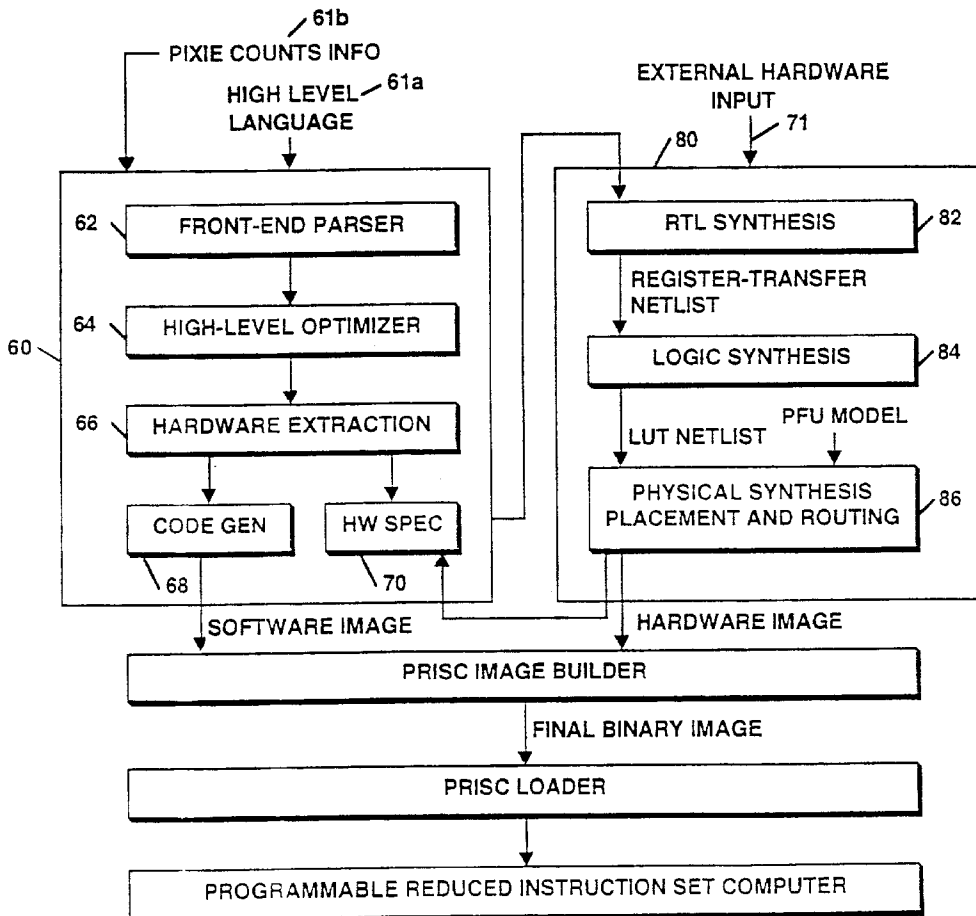 61b
PIXIE COUNTS INFO
HIGH LEVEL
LANGUAGE
61a
EXTERNAL HARDWARE
INPUT
71
80
60
62
FRONT-END PARSER
64
HIGH-LEVEL OPTIMIZER
66
HARDWARE EXTRACTION
CODE GEN
HW SPEC
68
70
RTL SYNTHESIS
82
REGISTER-TRANSFER
NETLIST
LOGIC SYNTHESIS
84
LUT NETLIST
PFU MODEL
PHYSICAL SYNTHESIS
PLACEMENT AND ROUTING
86
SOFTWARE IMAGE
HARDWARE IMAGE
PRISC IMAGE BUILDER
FINAL BINARY IMAGE
PRISC LOADER
PROGRAMMABLE REDUCED INSTRUCTION SET COMPUTER